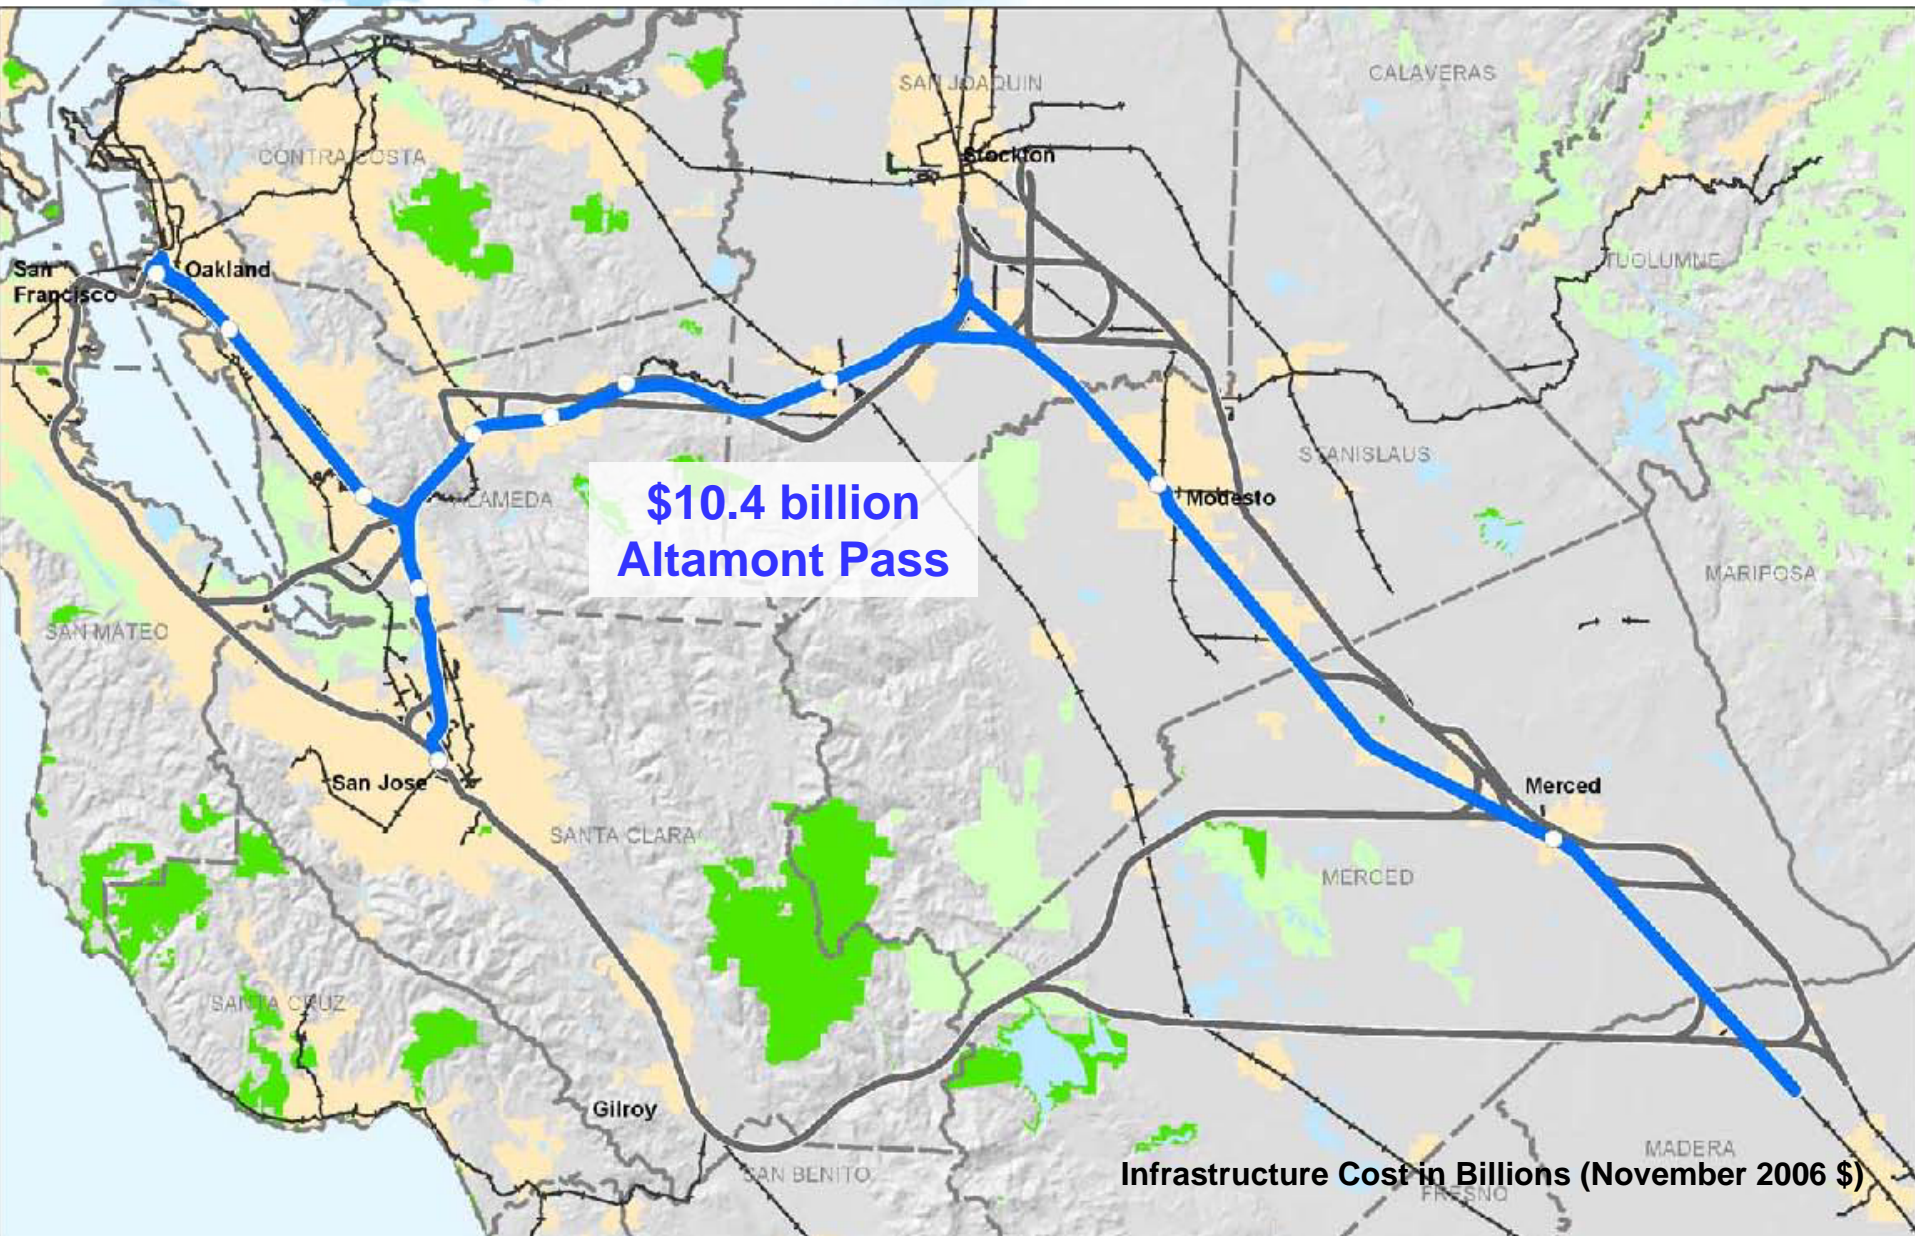 SAN JOAQUIN
CALAVERAS
CONTRA COSTA
Stockton
TUOLUMNE
San
Francisco
Oakland
STANISLAUS
ALAMEDA
$10.4 billion
Altamont Pass
Modesto
MARIPOSA
SAN MATEO
San Jose
Merced
SANTA CLARA
MERCED
SANTA CRUZ
Gilroy
MADERA
SAN BENITO
Infrastructure Cost in Billions (November 2006 $)
FRESNO